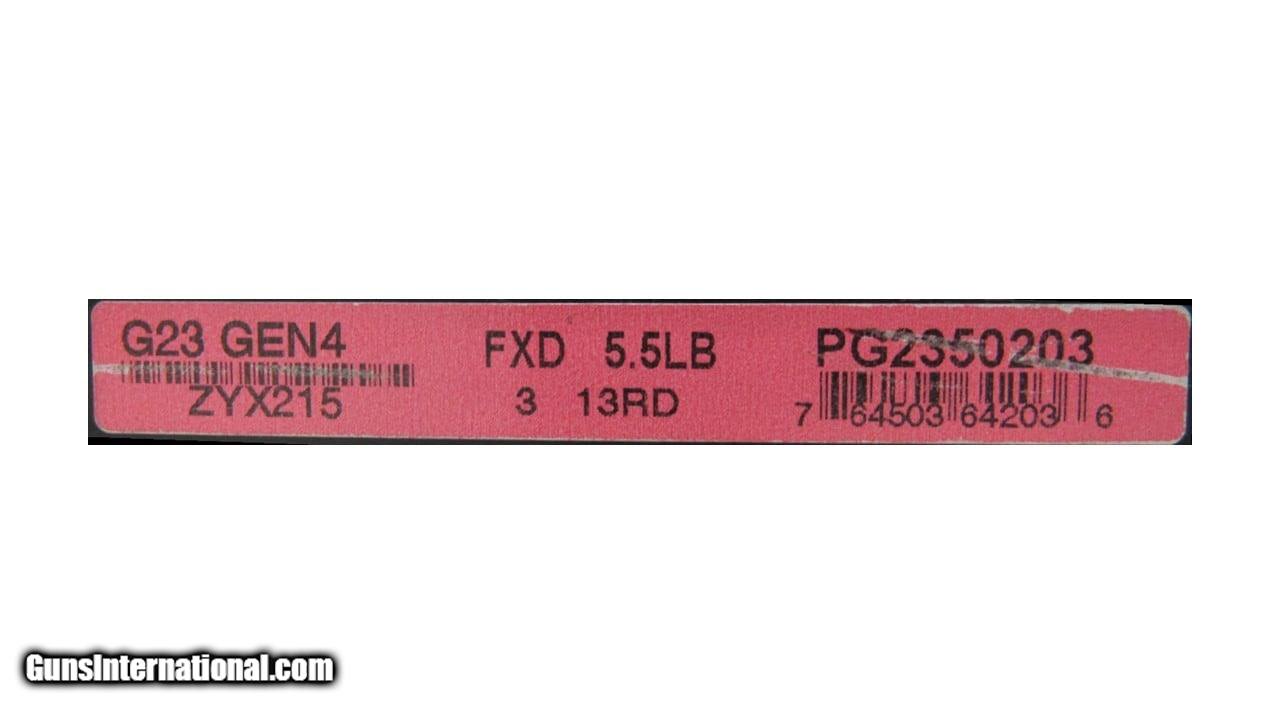 G23 GEN4 FXD 5.5LB PG2350203
ZYX215 3 13RD 7 64503 64203 6
GunsInternational.com